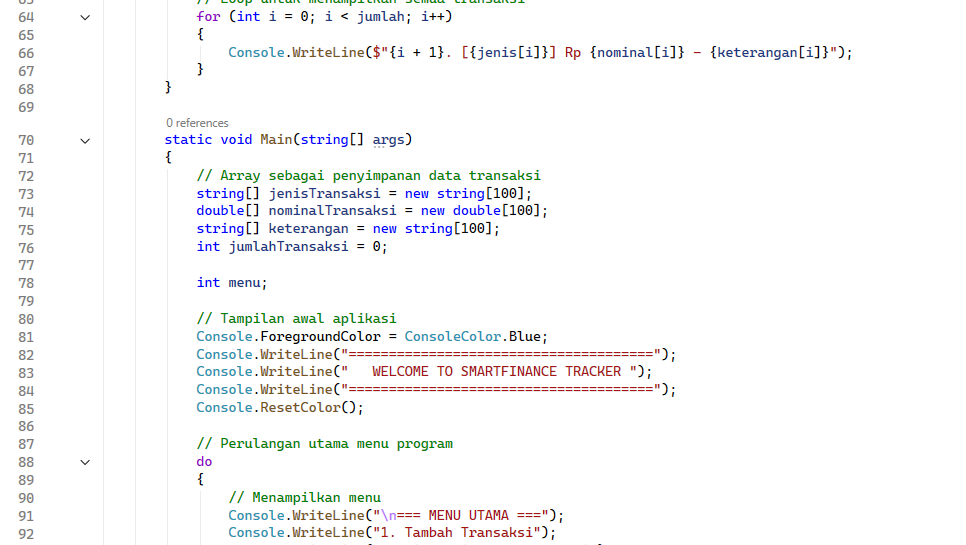 63 // Loop untuk menampilkan semua transaksi
64 for (int i = 0; i < jumlah; i++)
65 {
66 Console.WriteLine($"{i + 1}. [{jenis[i]}] Rp {nominal[i]} - {keterangan[i]}");
67 }
68 }
69
0 references
70 static void Main(string[] args)
71 {
72 // Array sebagai penyimpanan data transaksi
73 string[] jenisTransaksi = new string[100];
74 double[] nominalTransaksi = new double[100];
75 string[] keterangan = new string[100];
76 int jumlahTransaksi = 0;
77
78 int menu;
79
80 // Tampilan awal aplikasi
81 Console.ForegroundColor = ConsoleColor.Blue;
82 Console.WriteLine("======================================");
83 Console.WriteLine("   WELCOME TO SMARTFINANCE TRACKER ");
84 Console.WriteLine("======================================");
85 Console.ResetColor();
86
87 // Perulangan utama menu program
88 do
89 {
90 // Menampilkan menu
91 Console.WriteLine("\n=== MENU UTAMA ===");
92 Console.WriteLine("1. Tambah Transaksi");